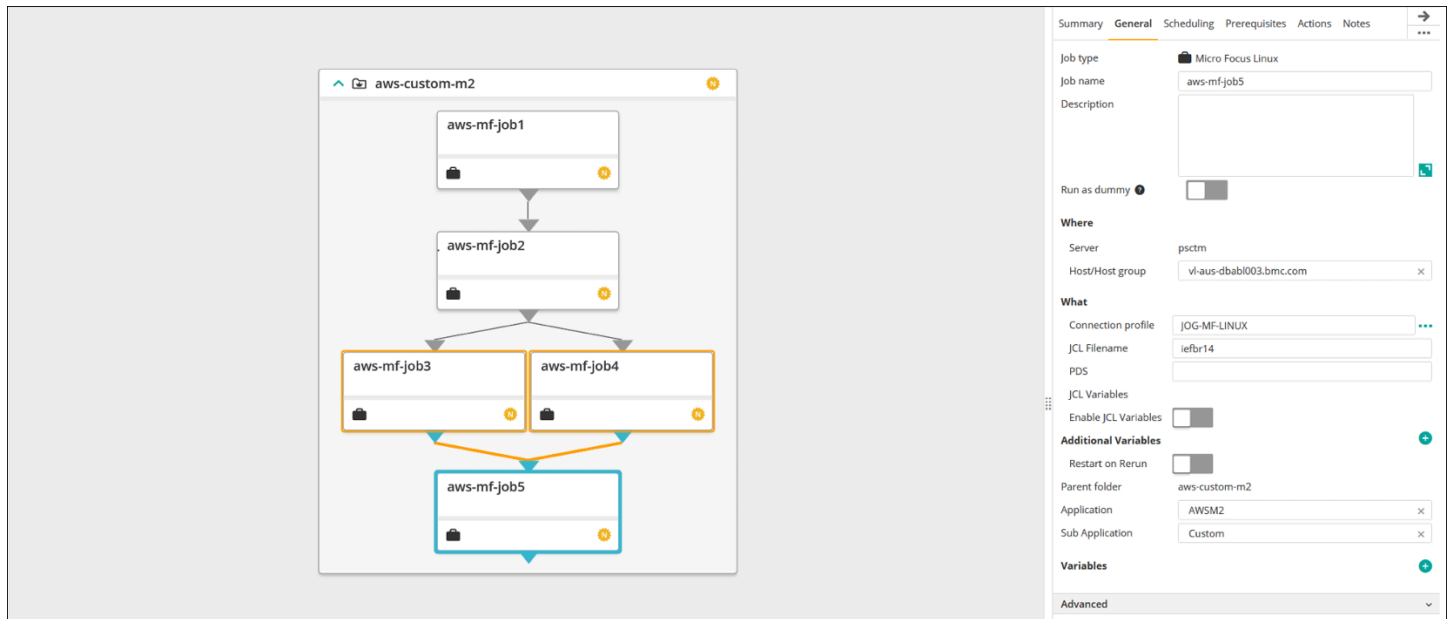 aws-custom-m2
N
aws-mf-job1
N
aws-mf-job2
N
aws-mf-job3
N
aws-mf-job4
N
aws-mf-job5
N
Summary General Scheduling Prerequisites Actions Notes
Job type Micro Focus Linux
Job name aws-mf-job5
Description
Run as dummy ?
Where
Server psctm
Host/Host group vl-aus-dbabl003.bmc.com
What
Connection profile JOG-MF-LINUX
JCL Filename iefbr14
PDS
JCL Variables
Enable JCL Variables
Additional Variables
Restart on Rerun
Parent folder aws-custom-m2
Application AWSM2
Sub Application Custom
Variables
Advanced